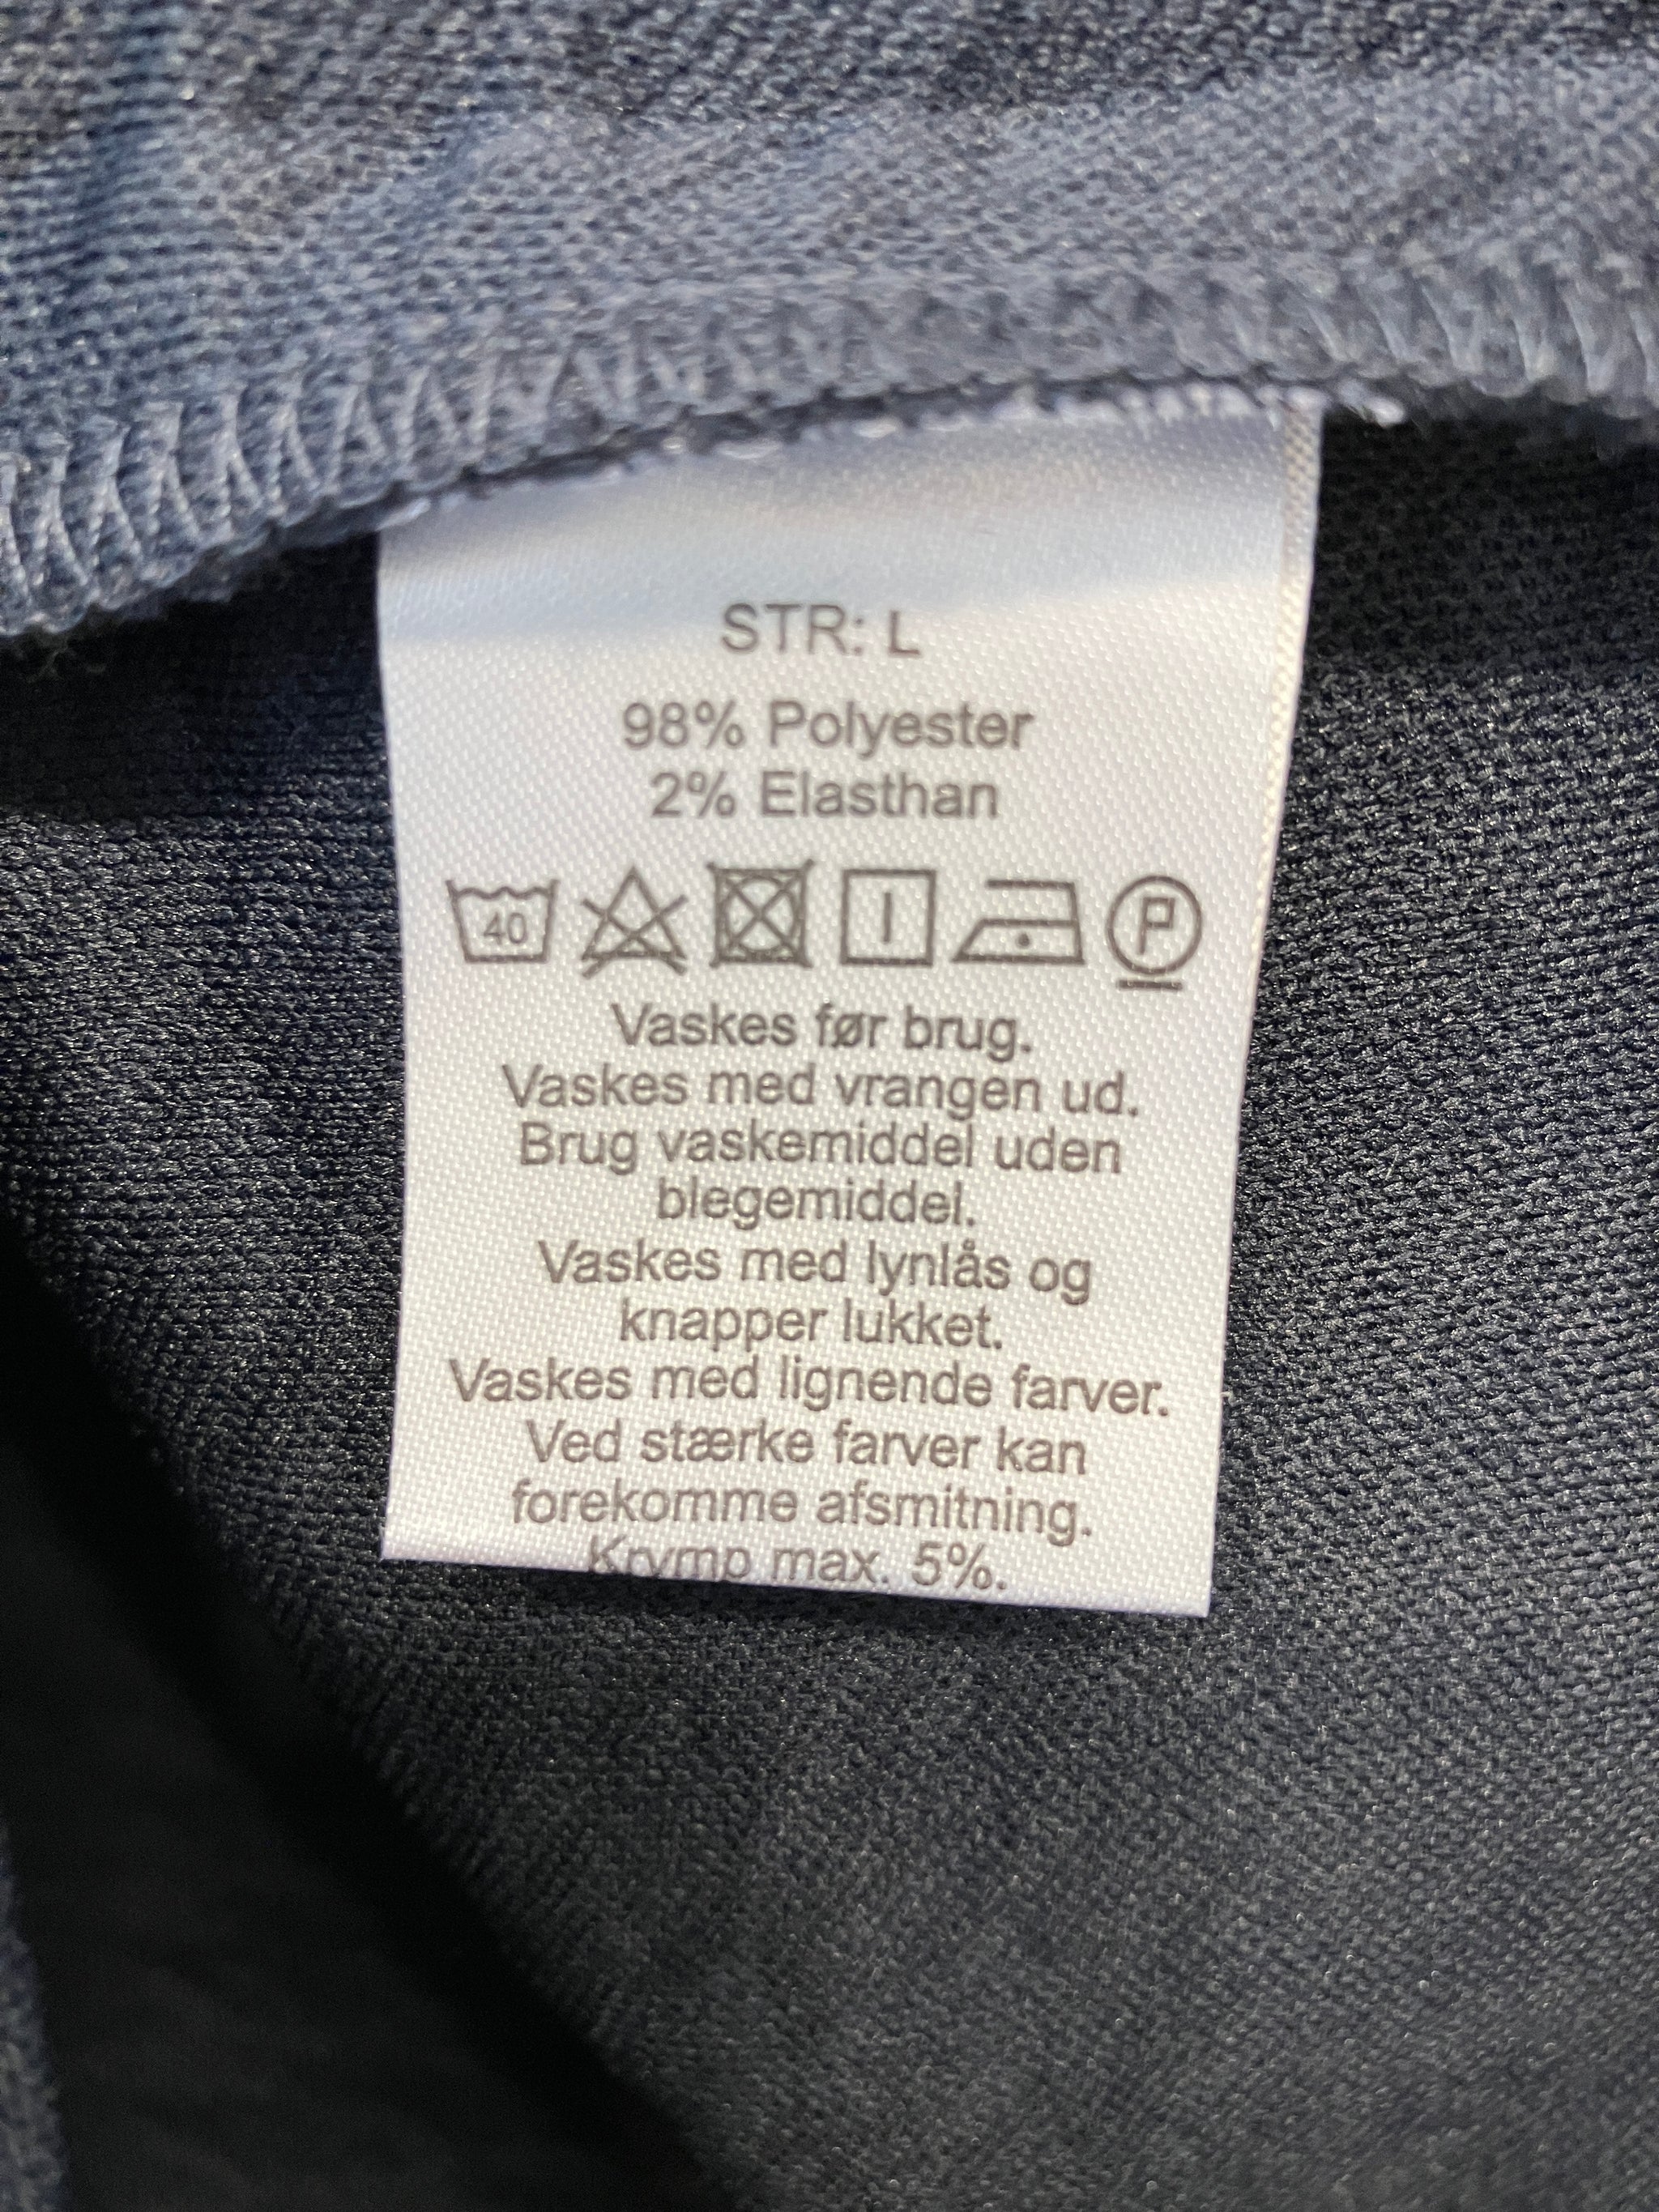 STR: L
98% Polyester
2% Elasthan
40 P
Vaskes før brug.
Vaskes med vrangen ud.
Brug vaskemiddel uden
blegemiddel.
Vaskes med lynlås og
knapper lukket.
Vaskes med lignende farver.
Ved stærke farver kan
forekomme afsmitning.
Krymp max. 5%.